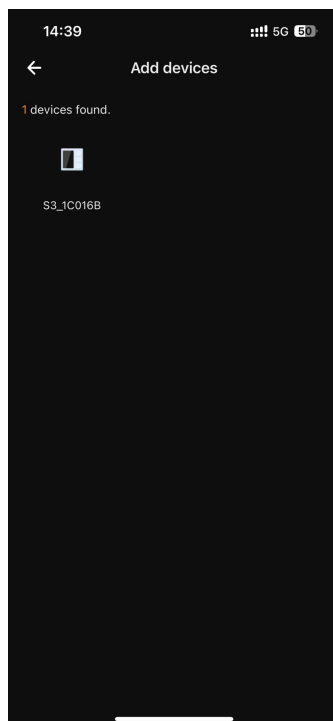 14:39
5G 50
Add devices
1 devices found.
S3_1C016B